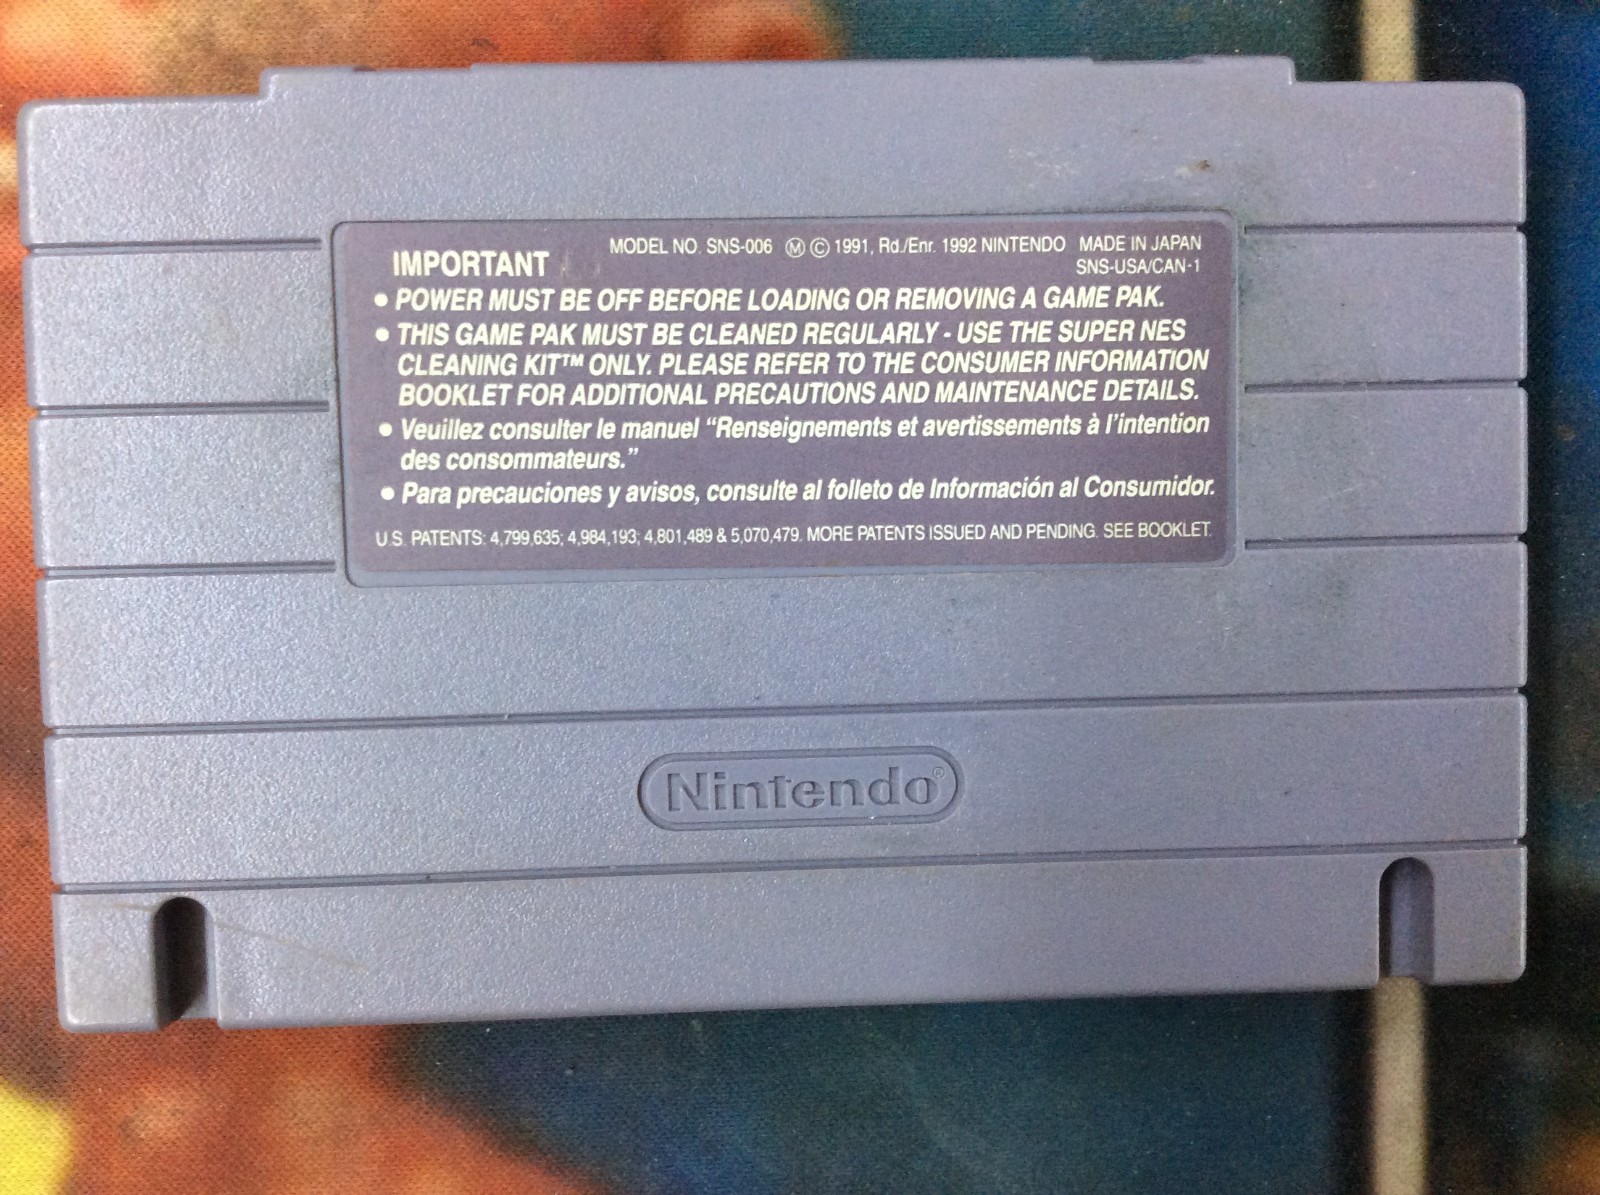 IMPORTANT MODEL NO. SNS-006 Ⓜ © 1991, Rd./Enr. 1992 NINTENDO MADE IN JAPAN
SNS-USA/CAN-1
• POWER MUST BE OFF BEFORE LOADING OR REMOVING A GAME PAK.
• THIS GAME PAK MUST BE CLEANED REGULARLY - USE THE SUPER NES
CLEANING KIT™ ONLY. PLEASE REFER TO THE CONSUMER INFORMATION
BOOKLET FOR ADDITIONAL PRECAUTIONS AND MAINTENANCE DETAILS.
• Veuillez consulter le manuel “Renseignements et avertissements à l’intention
des consommateurs.”
• Para precauciones y avisos, consulte al folleto de Información al Consumidor.
U.S. PATENTS: 4,799,635; 4,984,193; 4,801,489 & 5,070,479. MORE PATENTS ISSUED AND PENDING. SEE BOOKLET.
Nintendo®